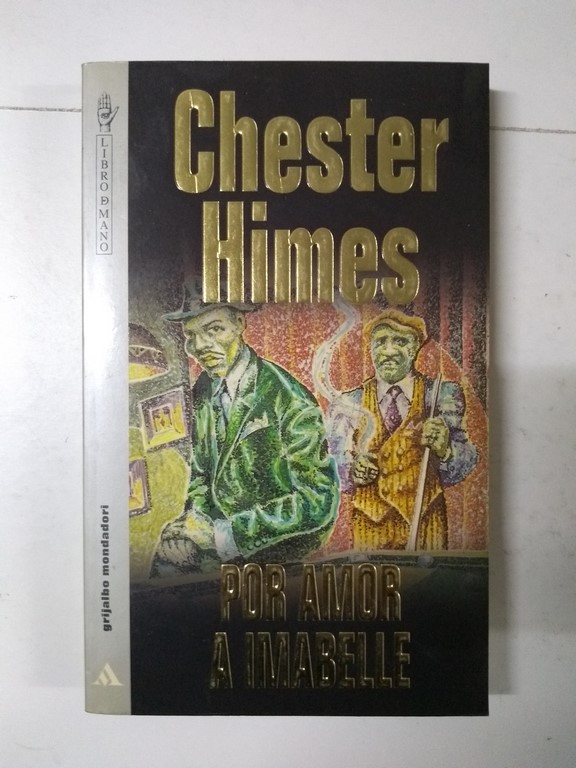 Chester
Himes
POR AMOR
A IMABELLE
LIBRO DE MANO
grijalbo mondadori